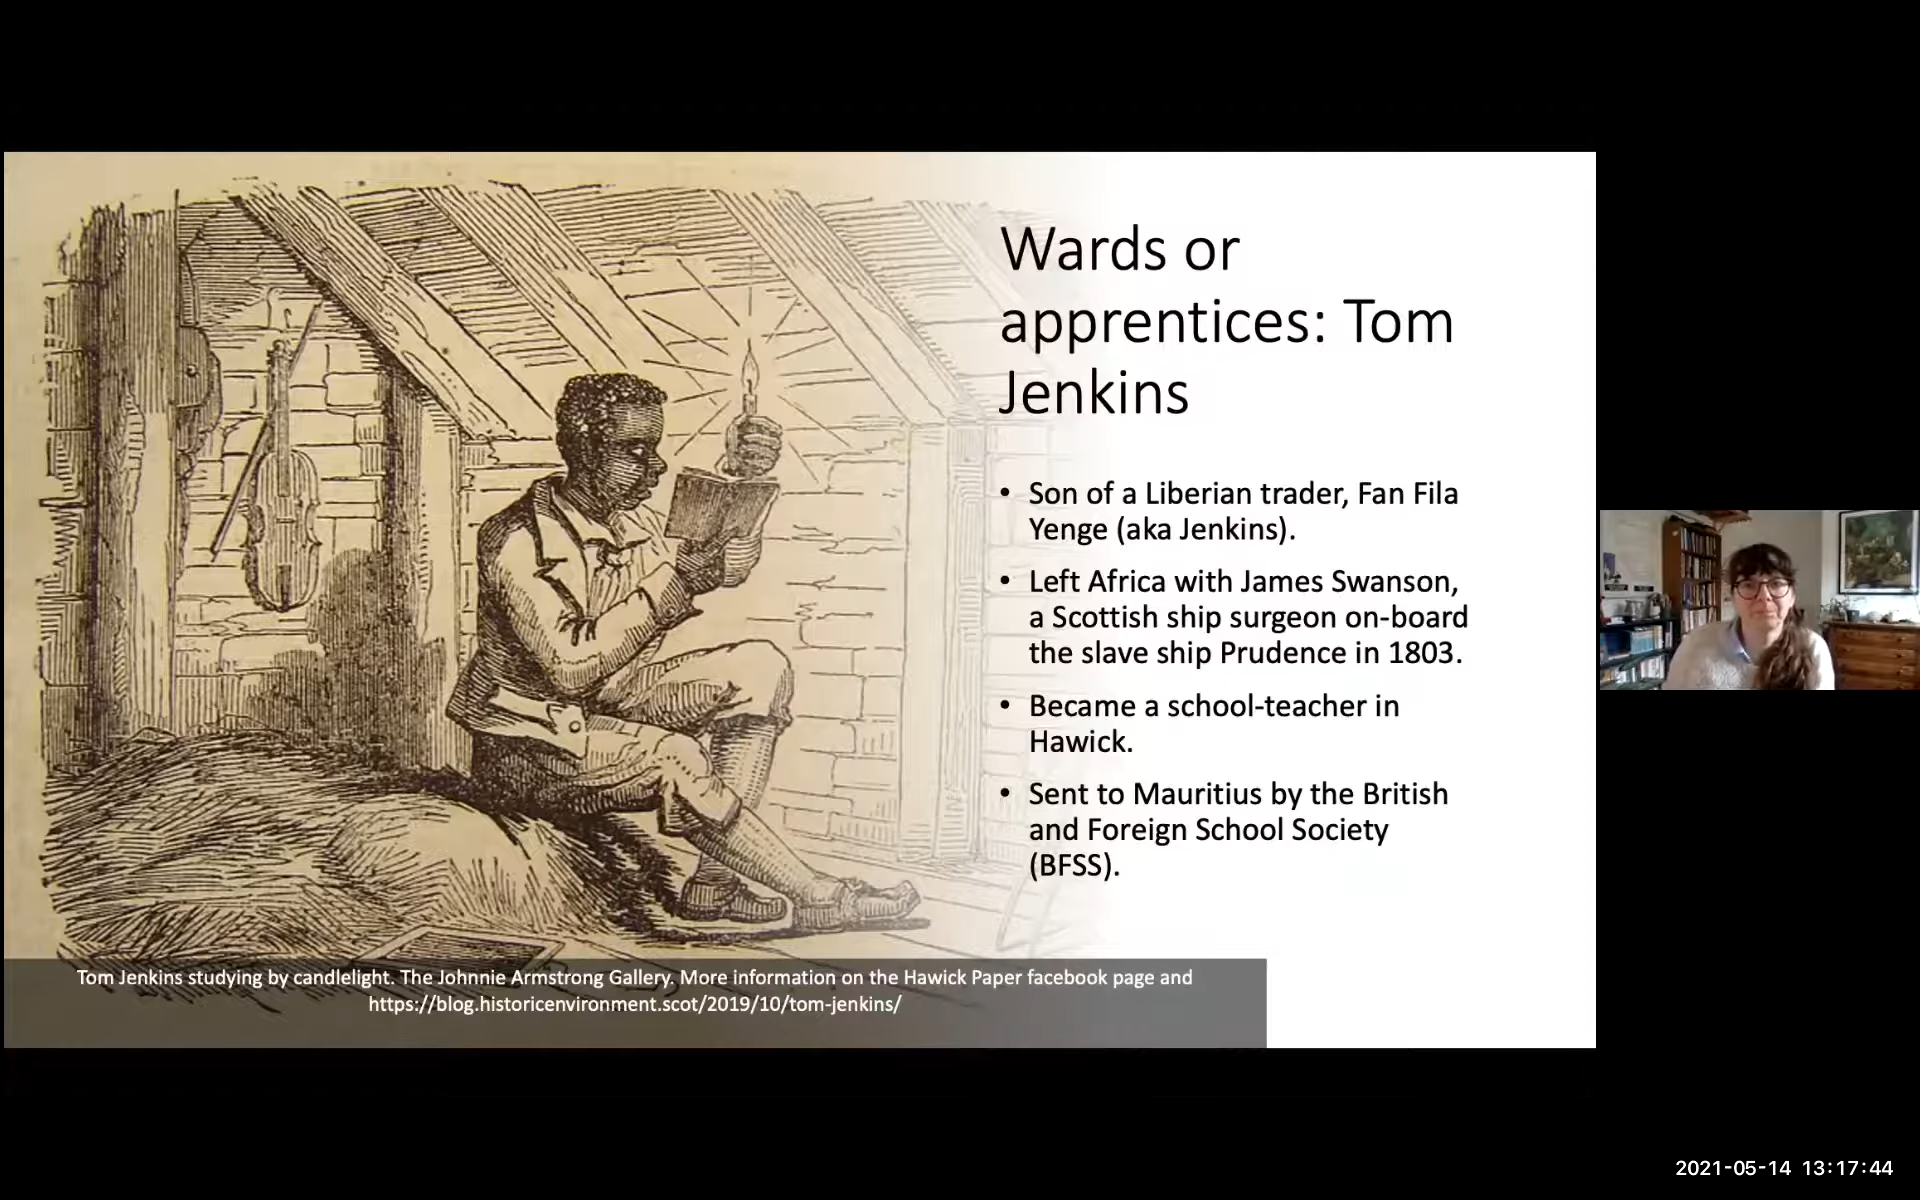 Wards or
apprentices: Tom
Jenkins
• Son of a Liberian trader, Fan Fila
Yenge (aka Jenkins).
• Left Africa with James Swanson,
a Scottish ship surgeon on-board
the slave ship Prudence in 1803.
• Became a school-teacher in
Hawick.
• Sent to Mauritius by the British
and Foreign School Society
(BFSS).
Tom Jenkins studying by candlelight. The Johnnie Armstrong Gallery. More information on the Hawick Paper facebook page and
https://blog.historicenvironment.scot/2019/10/tom-jenkins/
2021-05-14 13:17:44